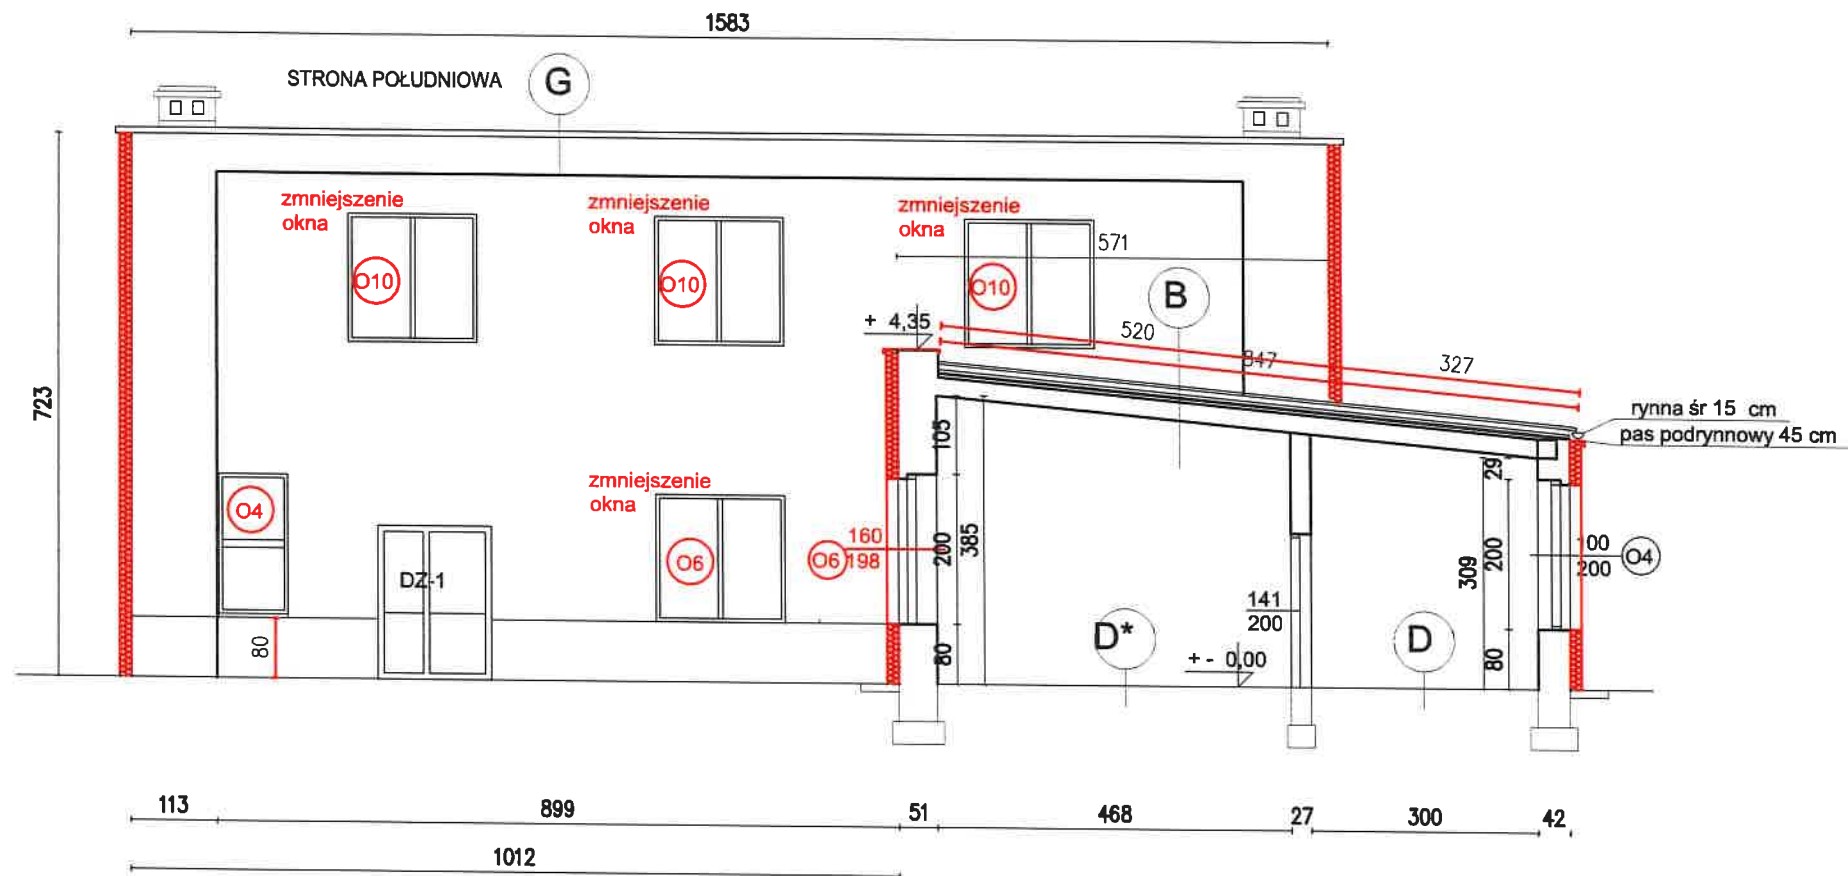 1583
STRONA POŁUDNIOWA
G
zmniejszenie
okna
zmniejszenie
okna
zmniejszenie
okna
571
O10
O10
O10
B
+ 4,35
520
847
327
723
rynna śr 15 cm
pas podrynnowy 45 cm
105
29
O4
zmniejszenie
okna
DZ-1
O6
O6
160
198
200
385
309
200
100
200
O4
141
200
80
80
D*
+ - 0,00
D
80
113
899
51
468
27
300
42
1012